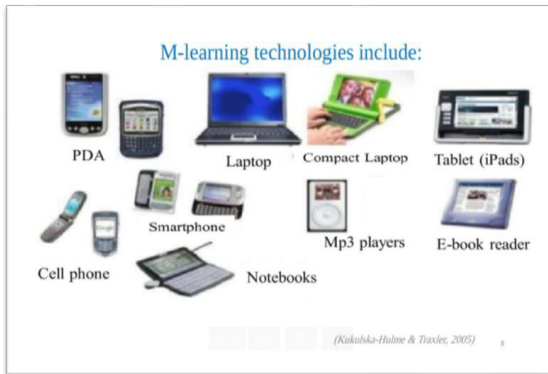 M-learning technologies include:
PDA
Laptop
Compact Laptop
Tablet (iPads)
Smartphone
Mp3 players
E-book reader
Cell phone
Notebooks
(Kukulska-Hulme & Traxler, 2005)
8